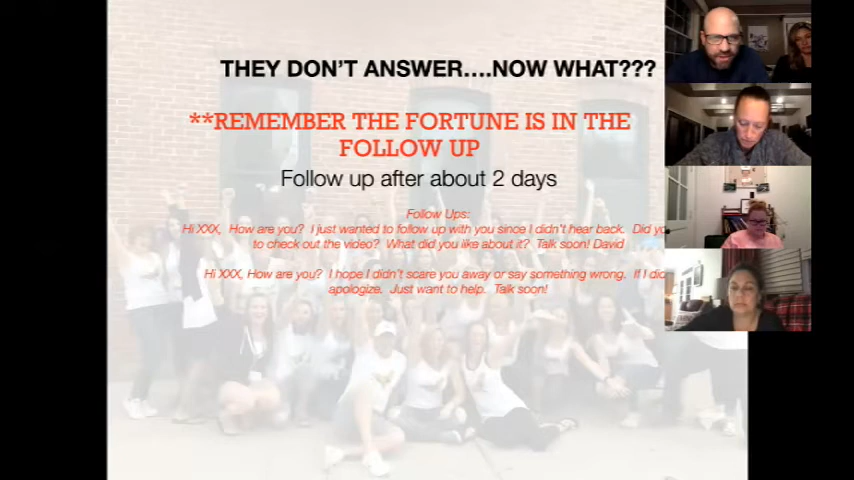 THEY DON'T ANSWER....NOW WHAT???
**REMEMBER THE FORTUNE IS IN THE
FOLLOW UP
Follow up after about 2 days
Follow Ups:
Hi XXX, How are you? I just wanted to follow up with you since I didn't hear back. Did yo
to check out the video? What did you like about it? Talk soon! David
Hi XXX, How are you? I hope I didn't scare you away or say something wrong. If I did
apologize. Just want to help. Talk soon!